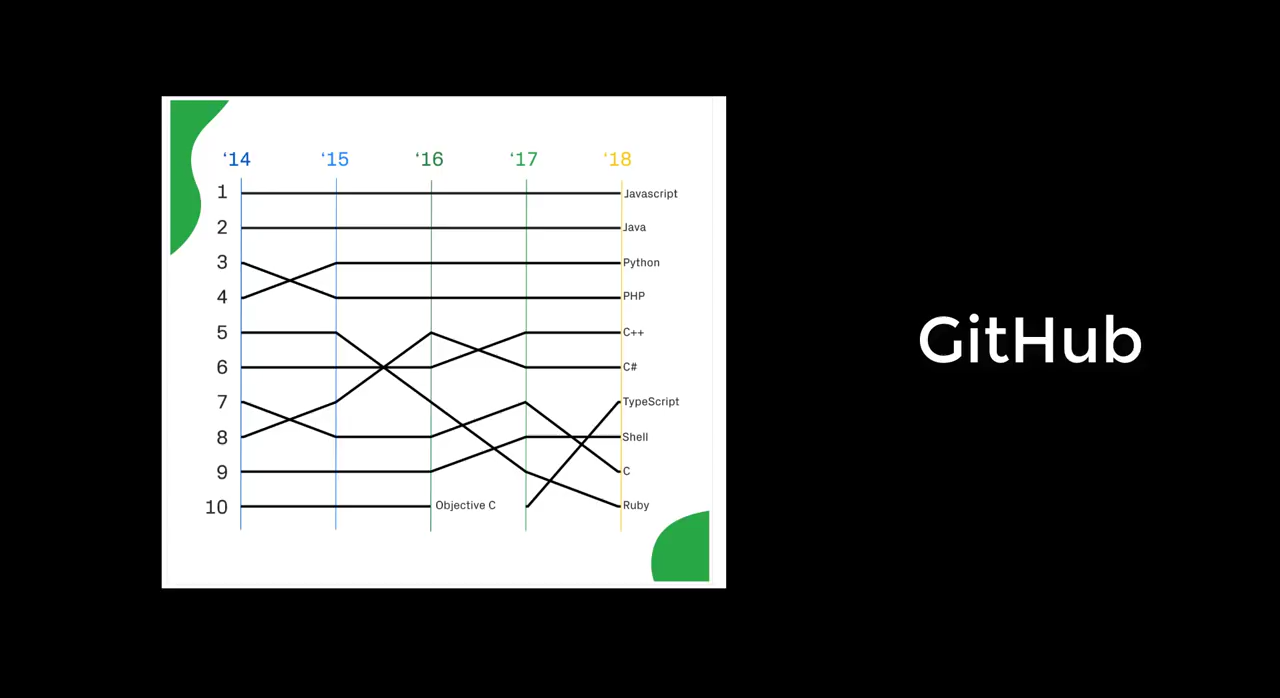 ‘14 ‘15 ‘16 ‘17 ‘18
1 Javascript
2 Java
3 Python
4 PHP
5 C++
6 C#
7 TypeScript
8 Shell
9 C
10 Objective C Ruby
GitHub